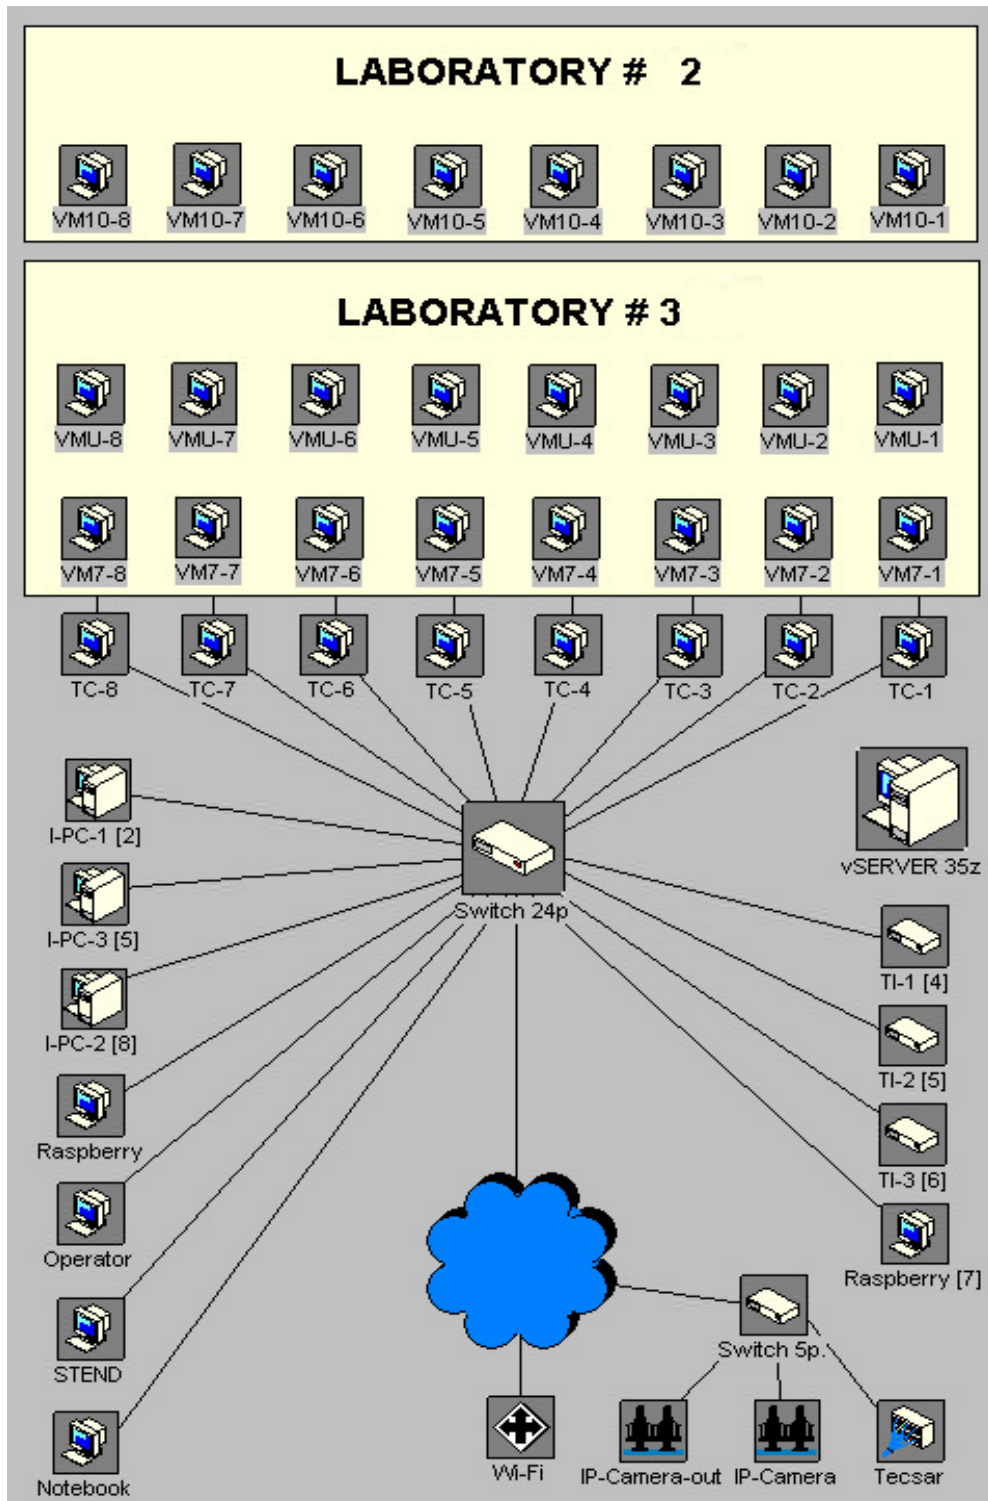 LABORATORY # 2
VM10-8 VM10-7 VM10-6 VM10-5 VM10-4 VM10-3 VM10-2 VM10-1
LABORATORY # 3
VMU-8 VMU-7 VMU-6 VMU-5 VMU-4 VMU-3 VMU-2 VMU-1
VM7-8 VM7-7 VM7-6 VM7-5 VM7-4 VM7-3 VM7-2 VM7-1
TC-8 TC-7 TC-6 TC-5 TC-4 TC-3 TC-2 TC-1
I-PC-1 [2]
vSERVER 35z
Switch 24p
I-PC-3 [5]
TI-1 [4]
I-PC-2 [8]
TI-2 [5]
Raspberry
TI-3 [6]
Operator
Raspberry [7]
Switch 5p.
STEND
Wi-Fi IP-Camera-out IP-Camera Tecsar
Notebook